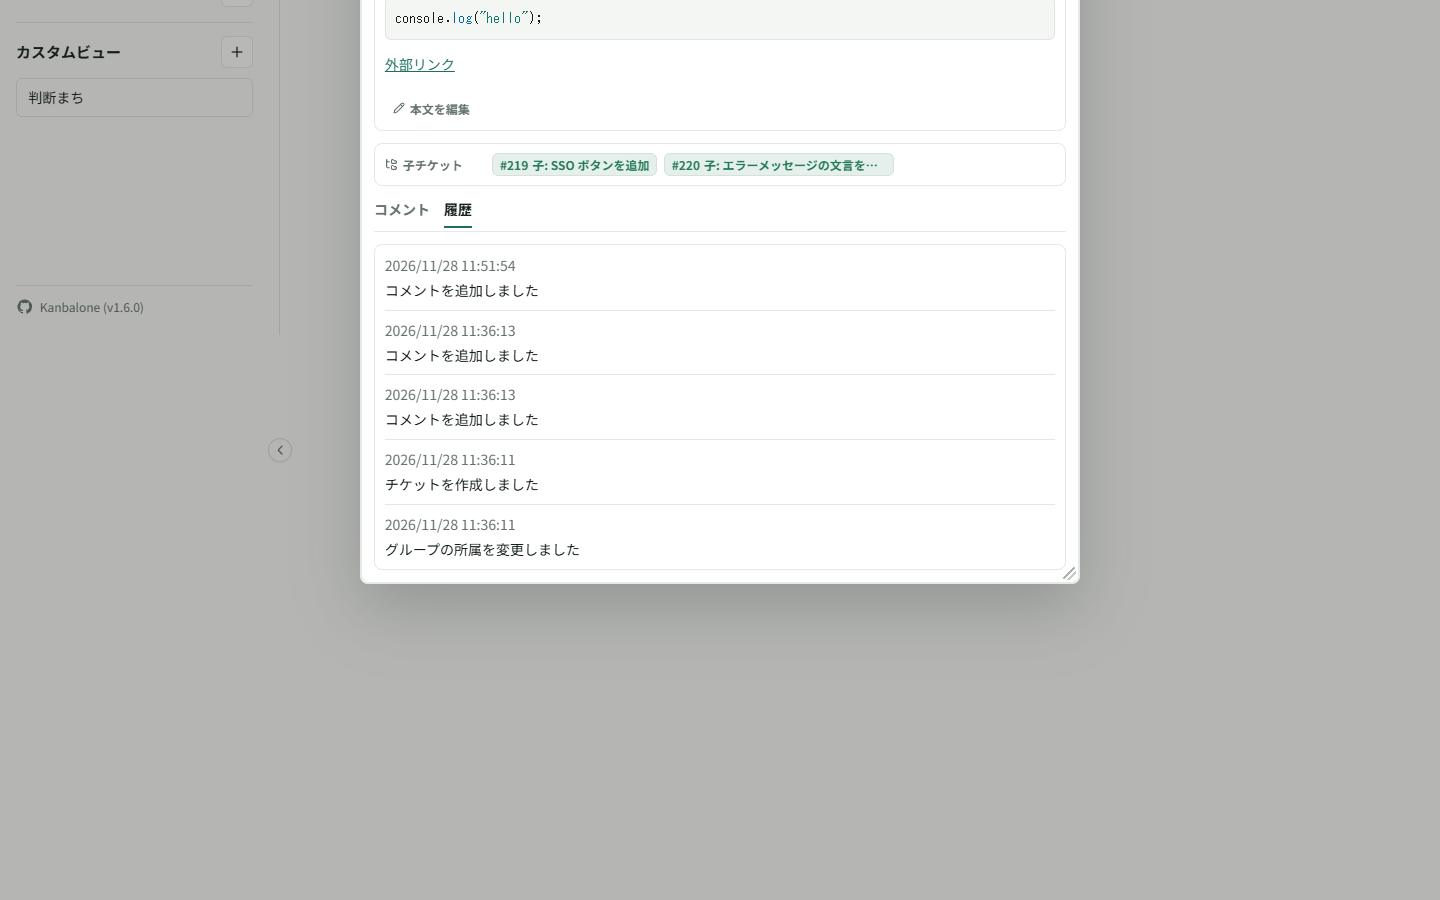 カスタムビュー
判断まち
Kanbalone (v1.6.0)
console.log("hello");
外部リンク
本文を編集
子チケット #219 子: SSO ボタンを追加 #220 子: エラーメッセージの文言を…
コメント 履歴
2026/11/28 11:51:54
コメントを追加しました
2026/11/28 11:36:13
コメントを追加しました
2026/11/28 11:36:13
コメントを追加しました
2026/11/28 11:36:11
チケットを作成しました
2026/11/28 11:36:11
グループの所属を変更しました